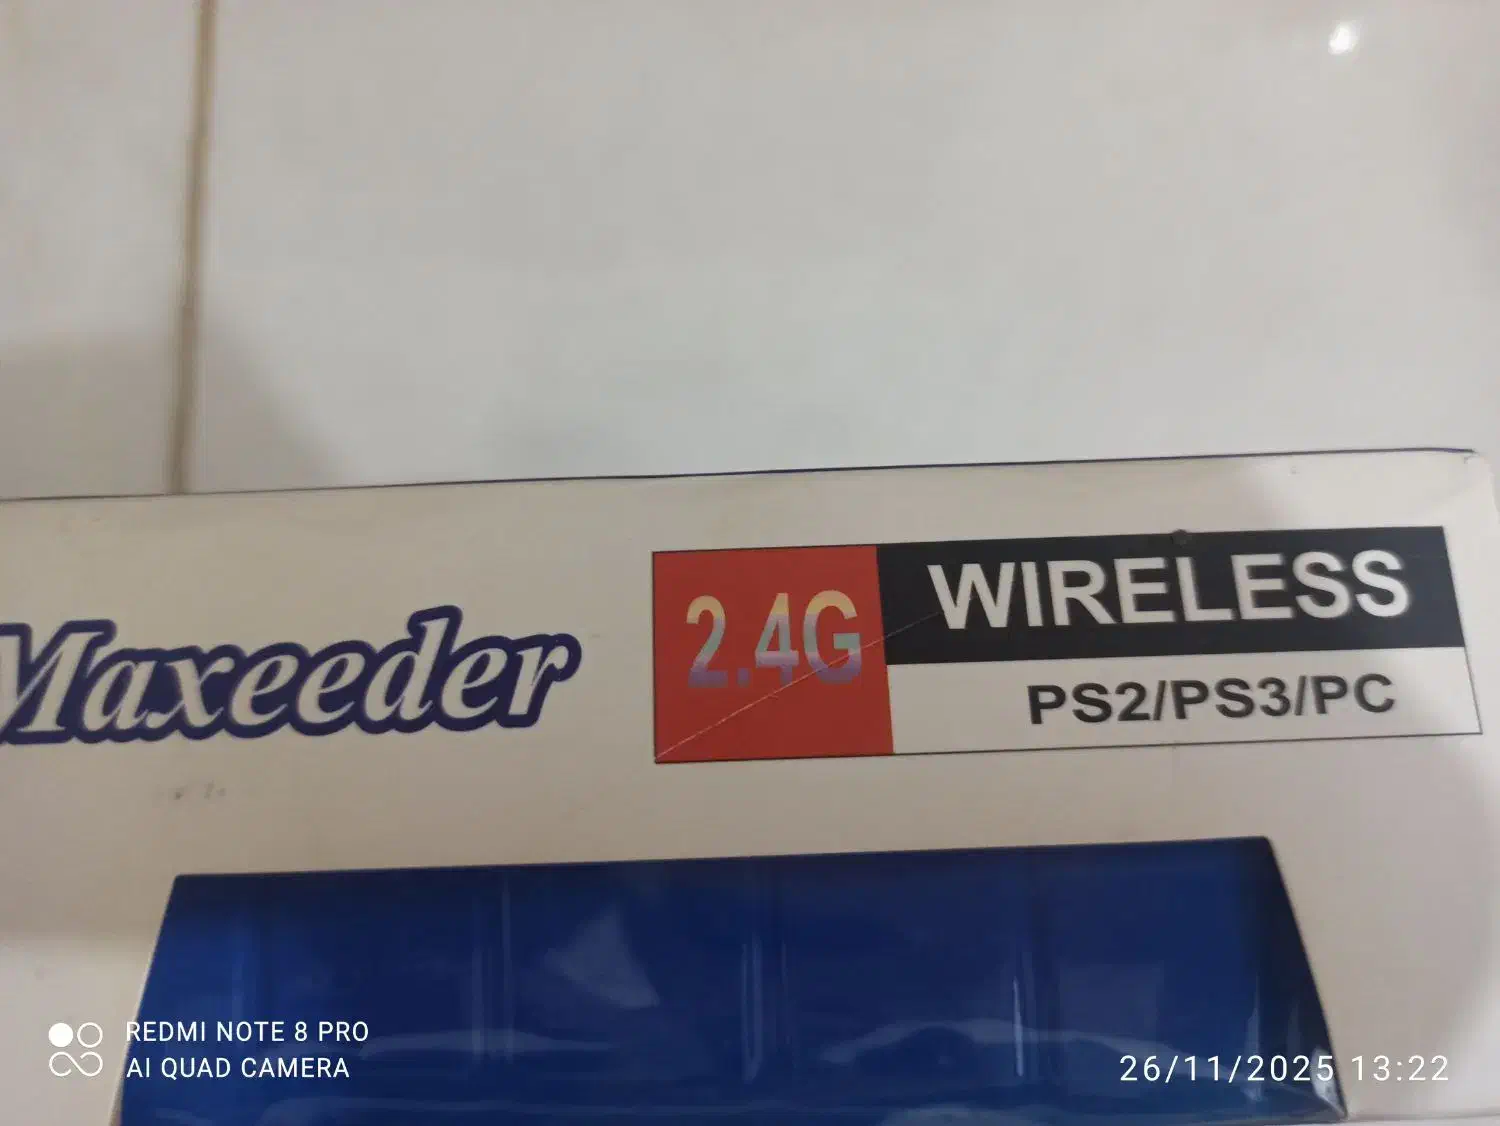 Maxeeder
2.4G
WIRELESS
PS2/PS3/PC
REDMI NOTE 8 PRO
AI QUAD CAMERA
26/11/2025 13:22